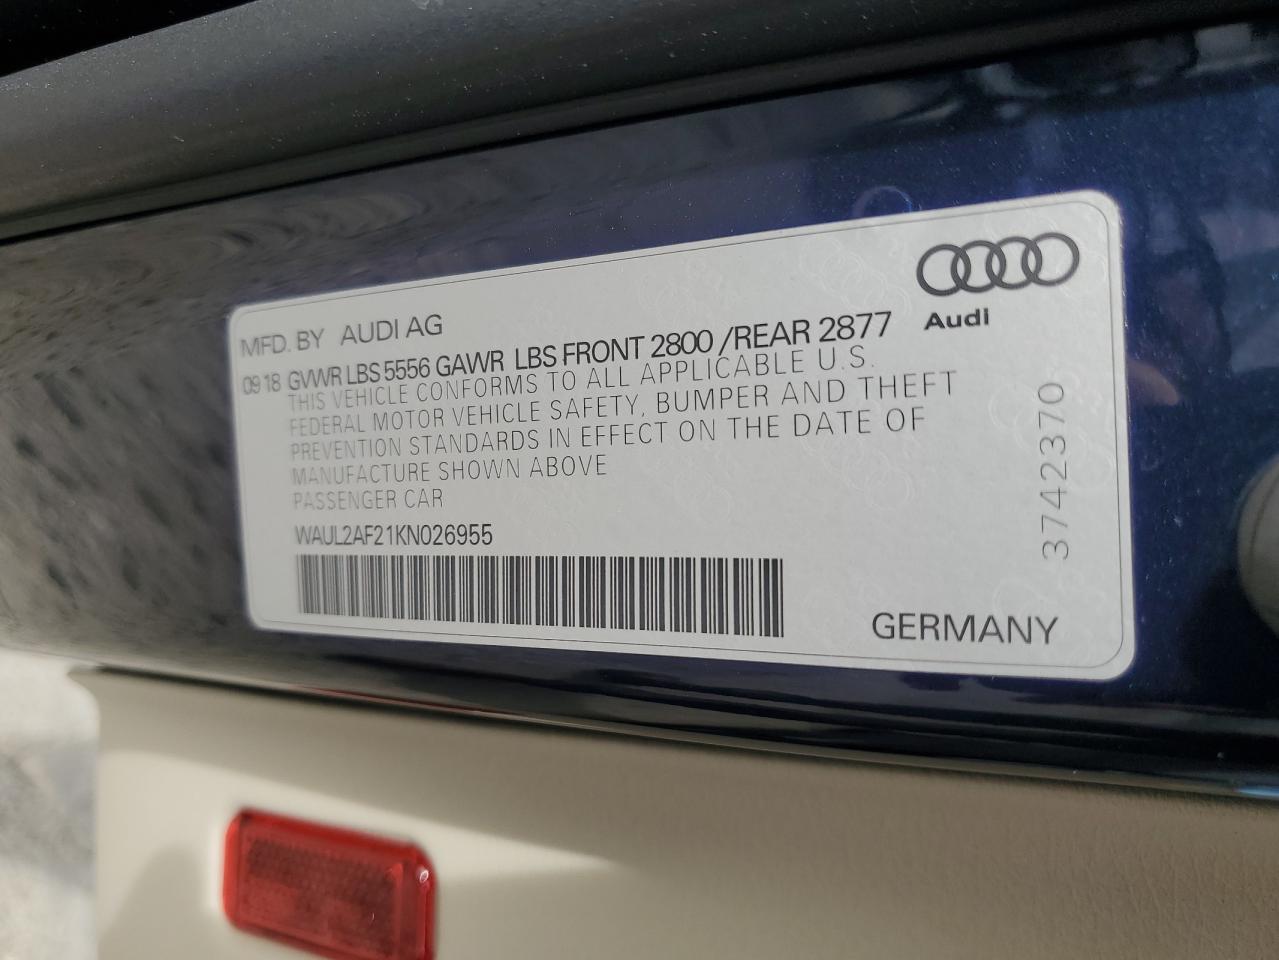 Audi
MFD. BY AUDI AG
09 18 GVWR LBS 5556 GAWR LBS FRONT 2800 /REAR 2877
THIS VEHICLE CONFORMS TO ALL APPLICABLE U.S.
FEDERAL MOTOR VEHICLE SAFETY, BUMPER AND THEFT
PREVENTION STANDARDS IN EFFECT ON THE DATE OF
MANUFACTURE SHOWN ABOVE
PASSENGER CAR
WAUL2AF21KN026955
GERMANY
3742370